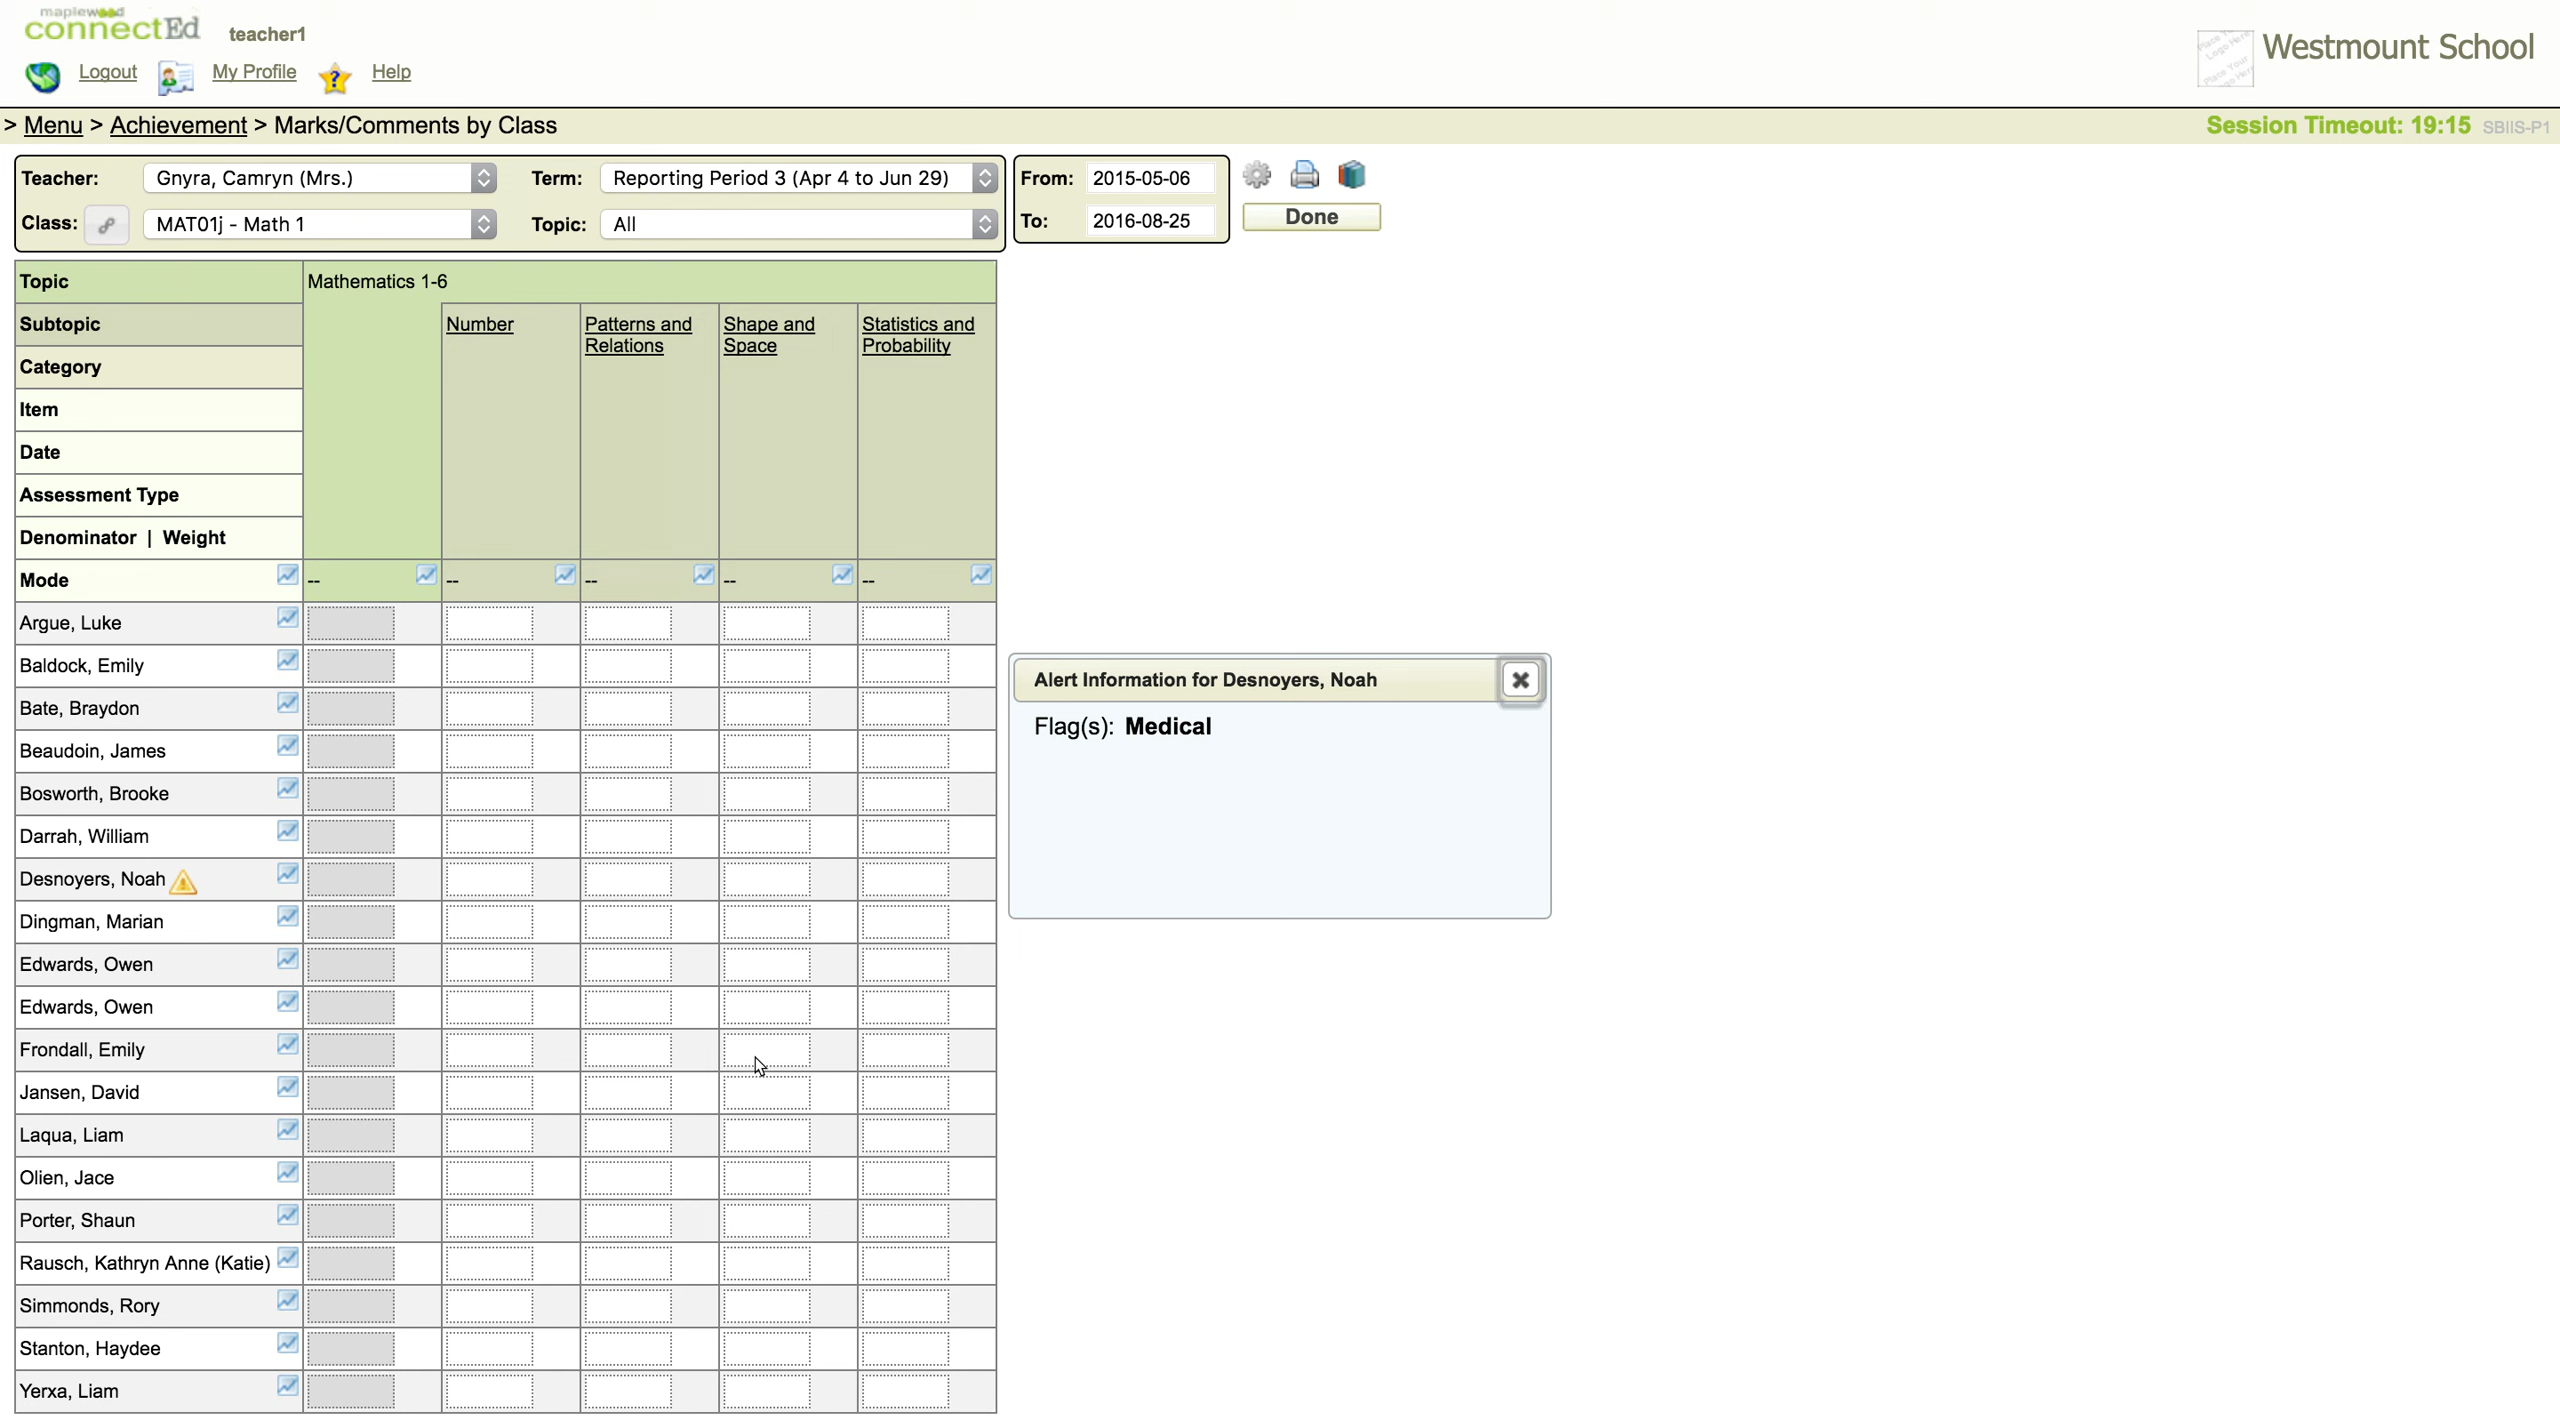 maplewood
connectEd
teacher1
Logout
My Profile
Help
Westmount School
> Menu > Achievement > Marks/Comments by Class
Session Timeout: 19:15 SBIIS-P1
Teacher: Gnyra, Camryn (Mrs.) Term: Reporting Period 3 (Apr 4 to Jun 29) From: 2015-05-06
Class: MAT01j - Math 1 Topic: All To: 2016-08-25 Done
Topic Mathematics 1-6
Subtopic Number Patterns and Shape and Statistics and
Relations Space Probability
Category
Item
Date
Assessment Type
Denominator | Weight
Mode -- -- -- -- --
Argue, Luke
Baldock, Emily
Bate, Braydon
Beaudoin, James
Bosworth, Brooke
Darrah, William
Desnoyers, Noah
Dingman, Marian
Edwards, Owen
Edwards, Owen
Frondall, Emily
Jansen, David
Laqua, Liam
Olien, Jace
Porter, Shaun
Rausch, Kathryn Anne (Katie)
Simmonds, Rory
Stanton, Haydee
Yerxa, Liam
Alert Information for Desnoyers, Noah
Flag(s): Medical